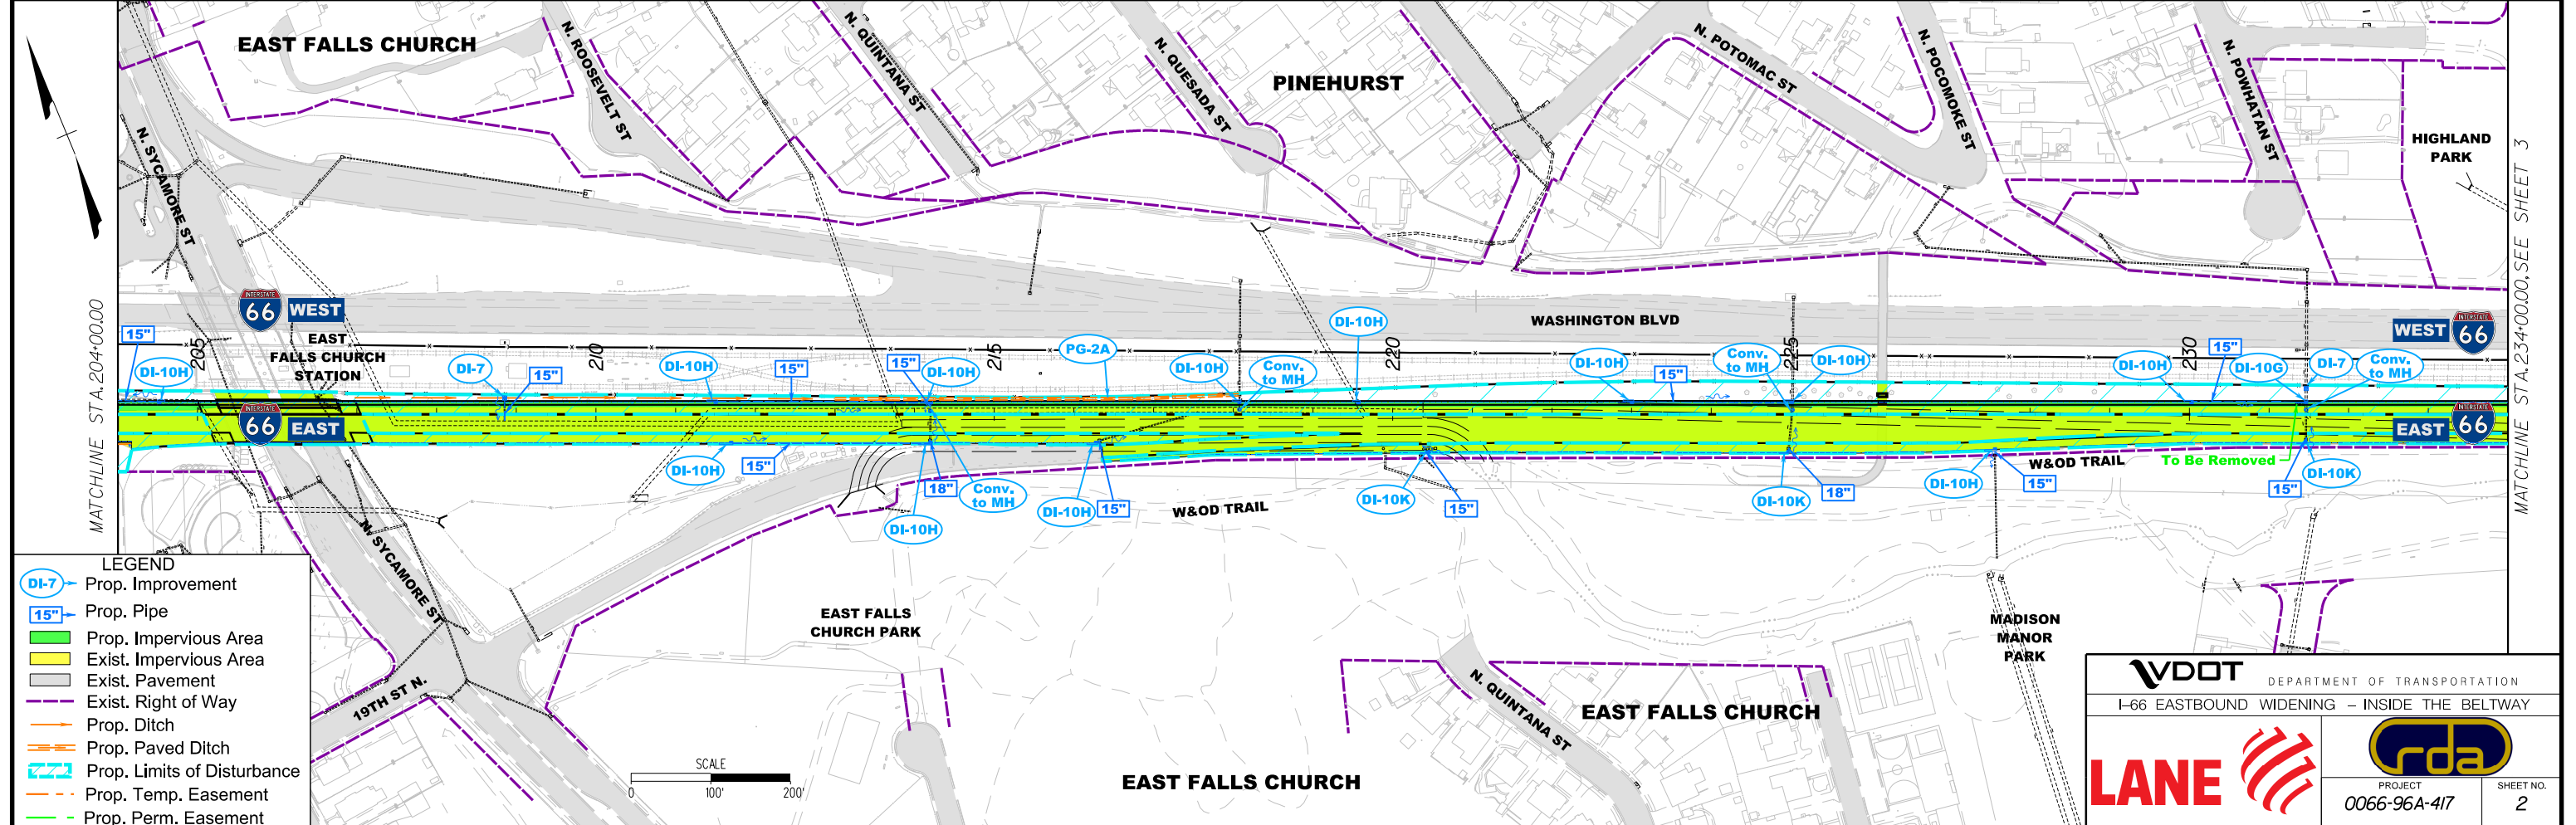 EAST FALLS CHURCH
N. ROOSEVELT ST
N. QUINTANA ST
N. QUESADA ST
PINEHURST
N. POTOMAC ST
N. POCOMOKE ST
N. POWHATAN ST
HIGHLAND
PARK
N. SYCAMORE ST
MATCHLINE STA.204+00.00
MATCHLINE STA.234+00.00, SEE SHEET 3
INTERSTATE
66
WEST
EAST
FALLS CHURCH
STATION
WASHINGTON BLVD
WEST
INTERSTATE
66
205
210
215
220
225
230
15"
DI-10H
DI-7
15"
DI-10H
15"
15"
DI-10H
PG-2A
DI-10H
Conv.
to MH
DI-10H
DI-10H
15"
Conv.
to MH
DI-10H
DI-10H
15"
DI-10G
DI-7
Conv.
to MH
INTERSTATE
66
EAST
EAST
INTERSTATE
66
DI-10H
15"
DI-10H
18"
Conv.
to MH
DI-10H
15"
W&OD TRAIL
DI-10K
15"
DI-10K
18"
DI-10H
15"
W&OD TRAIL
To Be Removed
15"
DI-10K
N. SYCAMORE ST
19TH ST N.
EAST FALLS
CHURCH PARK
MADISON
MANOR
PARK
N. QUINTANA ST
EAST FALLS CHURCH
EAST FALLS CHURCH
SCALE
0 100' 200'
LEGEND
DI-7 Prop. Improvement
15" Prop. Pipe
Prop. Impervious Area
Exist. Impervious Area
Exist. Pavement
Exist. Right of Way
Prop. Ditch
Prop. Paved Ditch
Prop. Limits of Disturbance
Prop. Temp. Easement
Prop. Perm. Easement
VDOT DEPARTMENT OF TRANSPORTATION
I-66 EASTBOUND WIDENING - INSIDE THE BELTWAY
LANE
rda
PROJECT
0066-96A-417
SHEET NO.
2